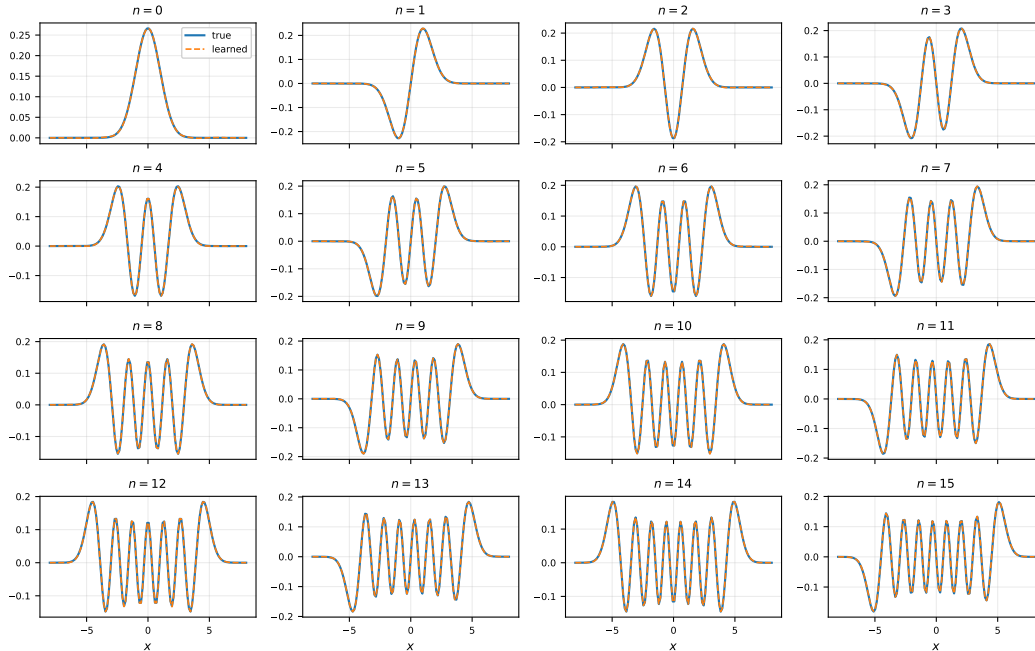 n = 0
n = 1
n = 2
n = 3
0.25
0.20
0.15
0.10
0.05
0.00
true
learned
0.2
0.1
0.0
−0.1
−0.2
0.2
0.1
0.0
−0.1
−0.2
0.2
0.1
0.0
−0.1
−0.2
n = 4
n = 5
n = 6
n = 7
0.2
0.1
0.0
−0.1
0.2
0.1
0.0
−0.1
−0.2
0.2
0.1
0.0
−0.1
0.2
0.1
0.0
−0.1
−0.2
n = 8
n = 9
n = 10
n = 11
0.2
0.1
0.0
−0.1
0.2
0.1
0.0
−0.1
−0.2
0.2
0.1
0.0
−0.1
0.2
0.1
0.0
−0.1
−0.2
n = 12
n = 13
n = 14
n = 15
0.2
0.1
0.0
−0.1
0.2
0.1
0.0
−0.1
−0.2
0.1
0.0
−0.1
0.2
0.1
0.0
−0.1
−0.2
−5 0 5
−5 0 5
−5 0 5
−5 0 5
x
x
x
x